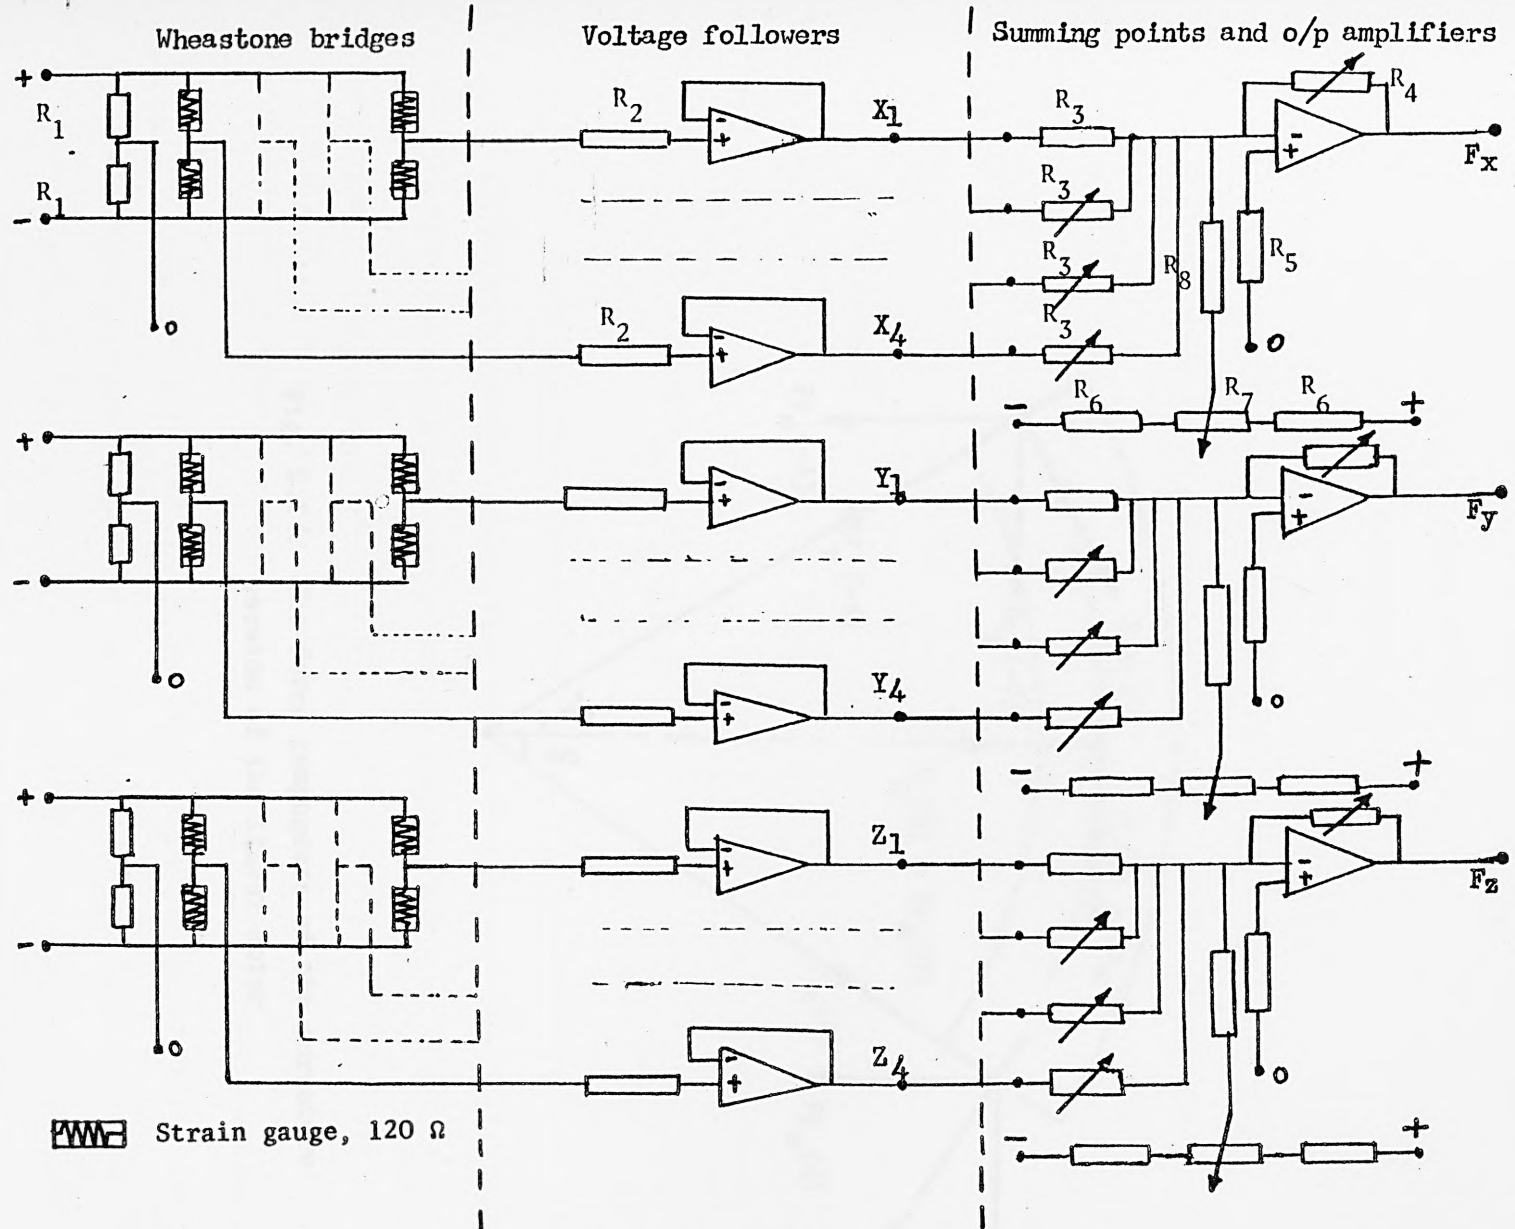 Wheastone bridges
Voltage followers
Summing points and o/p amplifiers
+
R1
R1
-
o
R2
- +
X1
R3
R3
R3
R3
R4
- +
Fx
R8
R5
o
R2
- +
X4
- R6 R7 R6 +
+
-
o
- +
Y1
- +
Fy
o
- +
Y4
- +
+
-
o
- +
Z1
- +
Fz
o
- +
Z4
- +
Strain gauge, 120 Ω